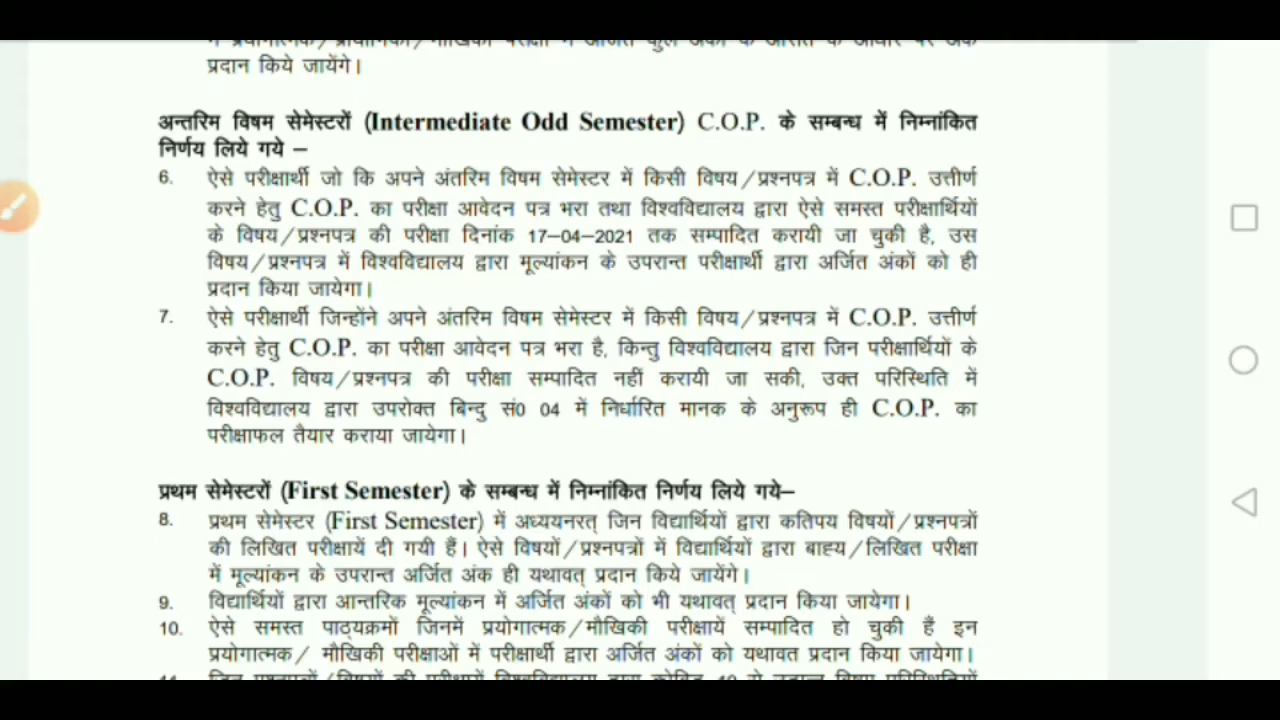 प्रदान किये जायेंगे।
अन्तरिम विषम सेमेस्टरों (Intermediate Odd Semester) C.O.P. के सम्बन्ध में निम्नांकित
निर्णय लिये गये –
6. ऐसे परीक्षार्थी जो कि अपने अंतरिम विषम सेमेस्टर में किसी विषय/प्रश्नपत्र में C.O.P. उत्तीर्ण
करने हेतु C.O.P. का परीक्षा आवेदन पत्र भरा तथा विश्वविद्यालय द्वारा ऐसे समस्त परीक्षार्थियों
के विषय/प्रश्नपत्र की परीक्षा दिनांक 17–04–2021 तक सम्पादित करायी जा चुकी है, उस
विषय/प्रश्नपत्र में विश्वविद्यालय द्वारा मूल्यांकन के उपरान्त परीक्षार्थी द्वारा अर्जित अंकों को ही
प्रदान किया जायेगा।
7. ऐसे परीक्षार्थी जिन्होंने अपने अंतरिम विषम सेमेस्टर में किसी विषय/प्रश्नपत्र में C.O.P. उत्तीर्ण
करने हेतु C.O.P. का परीक्षा आवेदन पत्र भरा है, किन्तु विश्वविद्यालय द्वारा जिन परीक्षार्थियों के
C.O.P. विषय/प्रश्नपत्र की परीक्षा सम्पादित नहीं करायी जा सकी, उक्त परिस्थिति में
विश्वविद्यालय द्वारा उपरोक्त बिन्दु सं0 04 में निर्धारित मानक के अनुरूप ही C.O.P. का
परीक्षाफल तैयार कराया जायेगा।
प्रथम सेमेस्टरों (First Semester) के सम्बन्ध में निम्नांकित निर्णय लिये गये–
8. प्रथम सेमेस्टर (First Semester) में अध्ययनरत् जिन विद्यार्थियों द्वारा कतिपय विषयों/प्रश्नपत्रों
की लिखित परीक्षायें दी गयी हैं। ऐसे विषयों/प्रश्नपत्रों में विद्यार्थियों द्वारा बाह्य/लिखित परीक्षा
में मूल्यांकन के उपरान्त अर्जित अंक ही यथावत् प्रदान किये जायेंगे।
9. विद्यार्थियों द्वारा आन्तरिक मूल्यांकन में अर्जित अंकों को भी यथावत् प्रदान किया जायेगा।
10. ऐसे समस्त पाठ्यक्रमों जिनमें प्रयोगात्मक/मौखिकी परीक्षायें सम्पादित हो चुकी हैं इन
प्रयोगात्मक/ मौखिकी परीक्षाओं में परीक्षार्थी द्वारा अर्जित अंकों को यथावत प्रदान किया जायेगा।